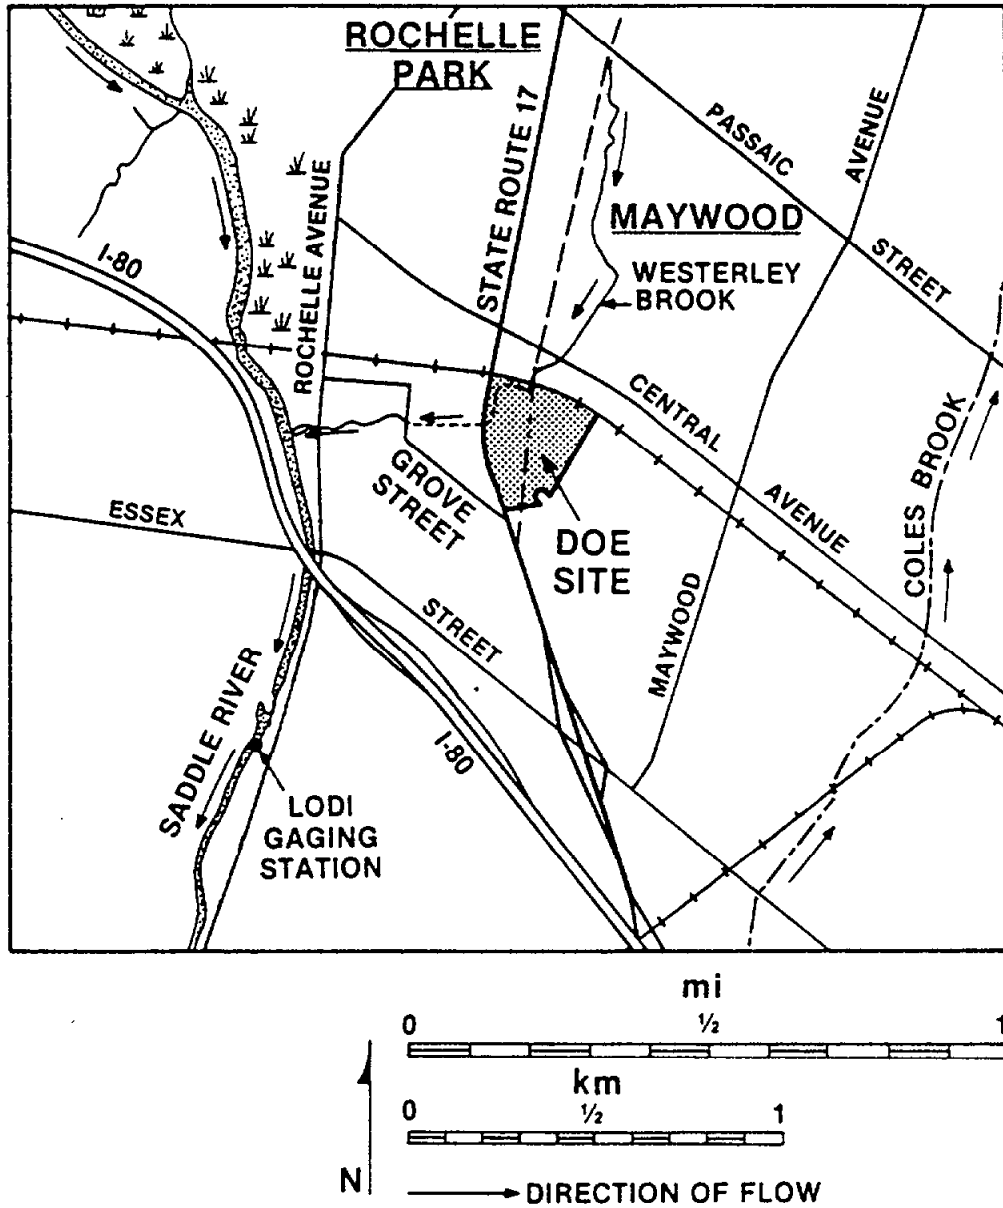 ROCHELLE
PARK
STATE ROUTE 17
PASSAIC
STREET
AVENUE
MAYWOOD
WESTERLEY
BROOK
ROCHELLE AVENUE
I-80
CENTRAL
AVENUE
GROVE
STREET
DOE
SITE
COLES BROOK
ESSEX
STREET
MAYWOOD
SADDLE RIVER
I-80
LODI
GAGING
STATION
mi
0 ½ 1
km
0 ½ 1
N
DIRECTION OF FLOW